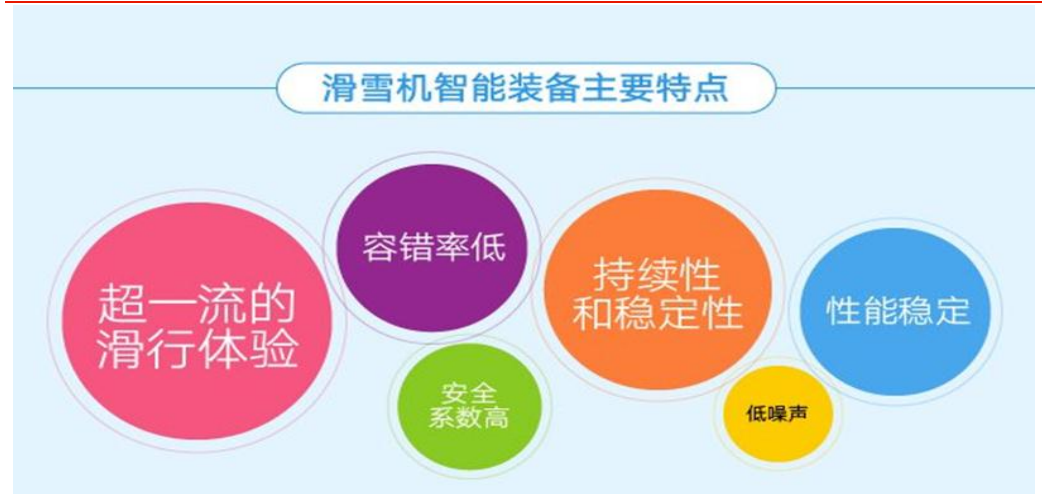 滑雪机智能装备主要特点
超一流的
滑行体验
容错率低
安全
系数高
持续性
和稳定性
低噪声
性能稳定